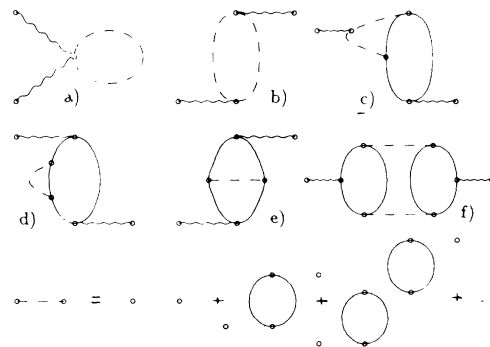 a)
b)
c)
d)
e)
f)
= + + +